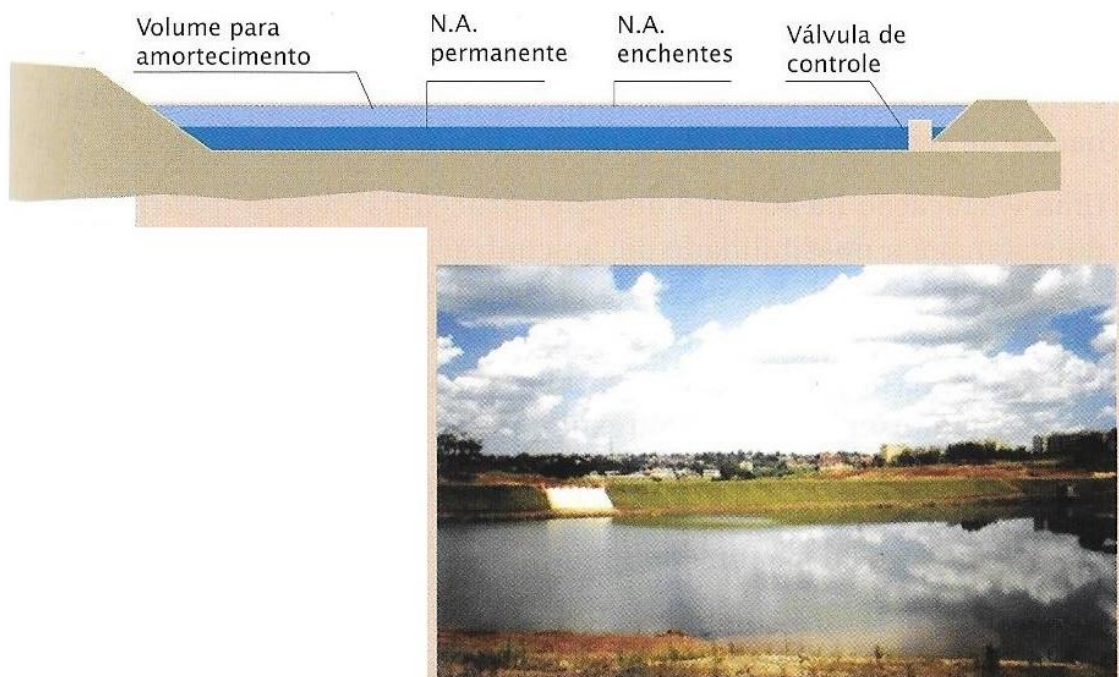 Volume para
amortecimento
N.A.
permanente
N.A.
enchentes
Válvula de
controle